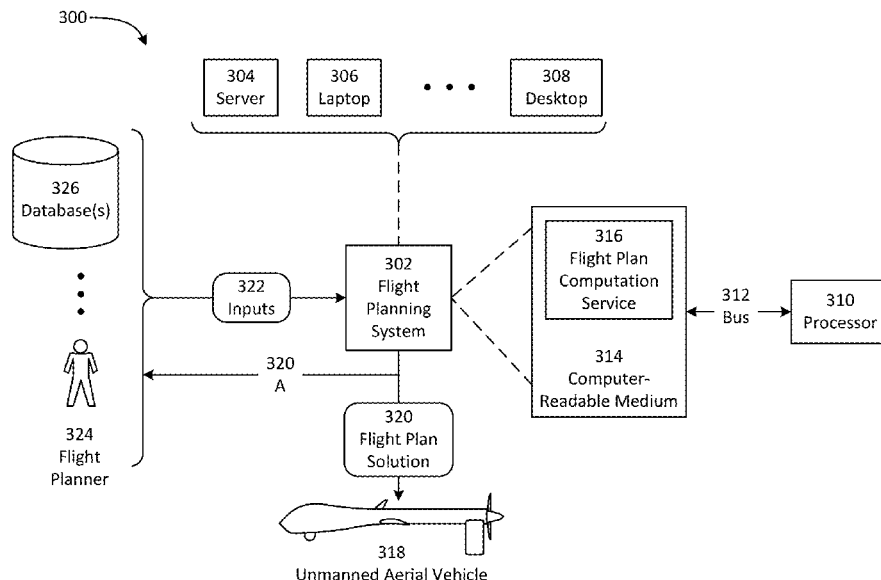 300
304
Server
306
Laptop
308
Desktop
326
Database(s)
316
Flight Plan
Computation
Service
302
Flight
Planning
System
322
Inputs
312
Bus
310
Processor
314
Computer-
Readable Medium
320
A
320
Flight Plan
Solution
324
Flight
Planner
318
Unmanned Aerial Vehicle